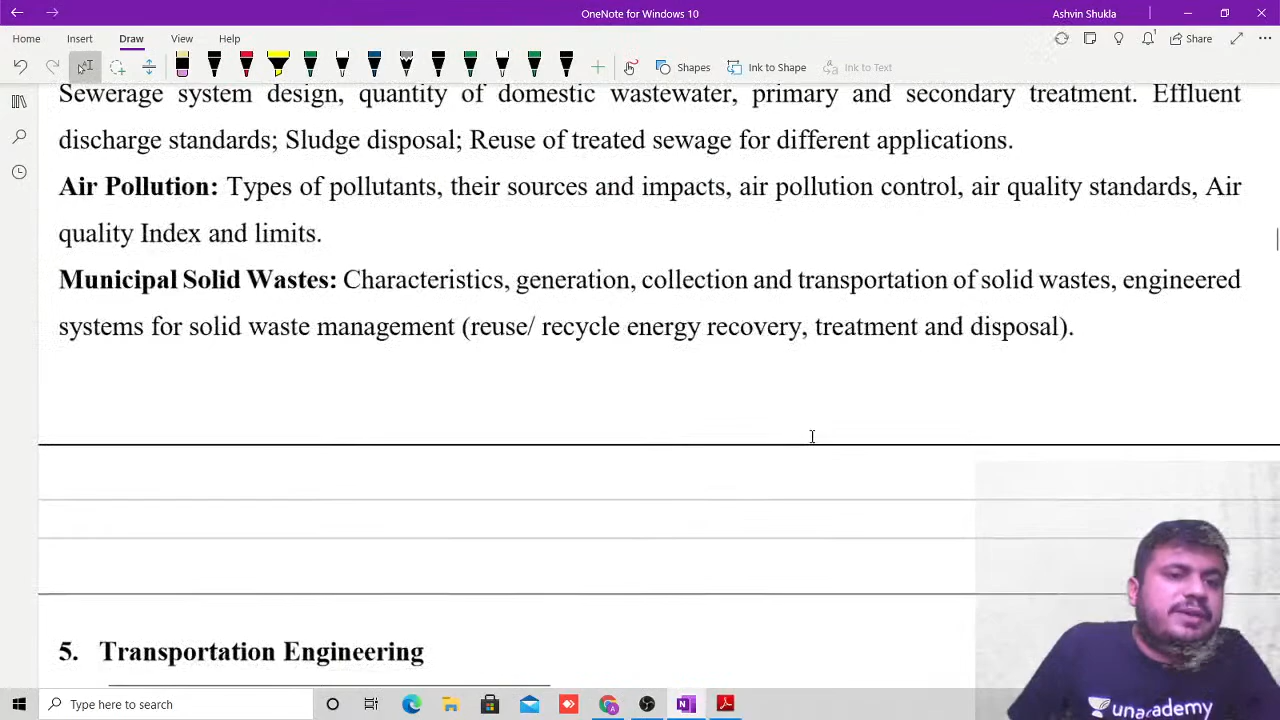 OneNote for Windows 10
Ashvin Shukla
Home Insert Draw View Help
Share
Shapes Ink to Shape Ink to Text
Sewerage system design, quantity of domestic wastewater, primary and secondary treatment. Effluent
discharge standards; Sludge disposal; Reuse of treated sewage for different applications.
Air Pollution: Types of pollutants, their sources and impacts, air pollution control, air quality standards, Air
quality Index and limits.
Municipal Solid Wastes: Characteristics, generation, collection and transportation of solid wastes, engineered
systems for solid waste management (reuse/ recycle energy recovery, treatment and disposal).
5. Transportation Engineering
unacademy
Type here to search